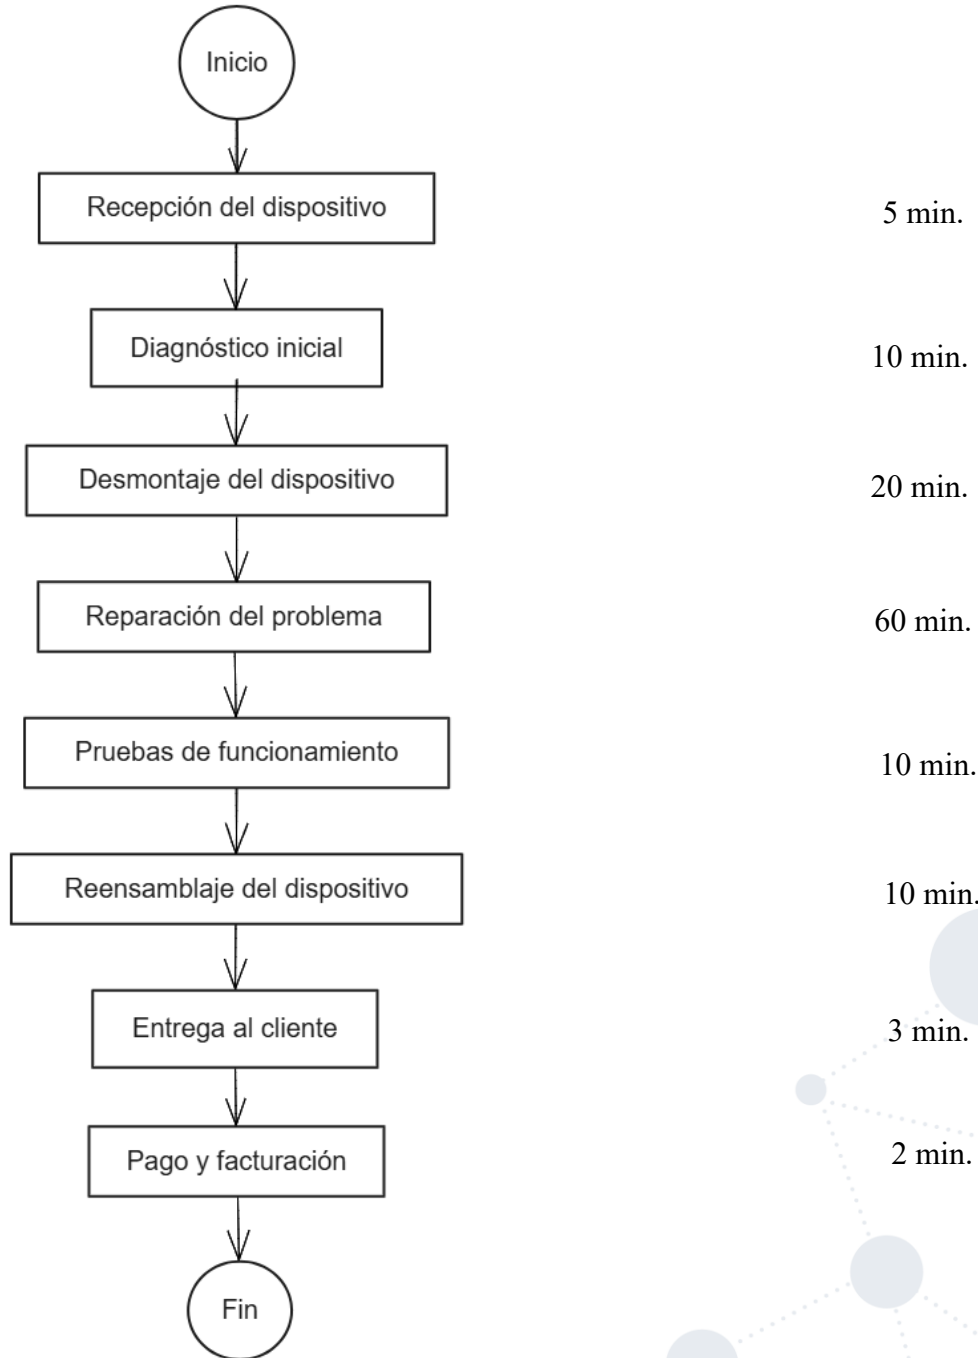 Inicio
Recepción del dispositivo
5 min.
Diagnóstico inicial
10 min.
Desmontaje del dispositivo
20 min.
Reparación del problema
60 min.
Pruebas de funcionamiento
10 min.
Reensamblaje del dispositivo
10 min.
Entrega al cliente
3 min.
Pago y facturación
2 min.
Fin